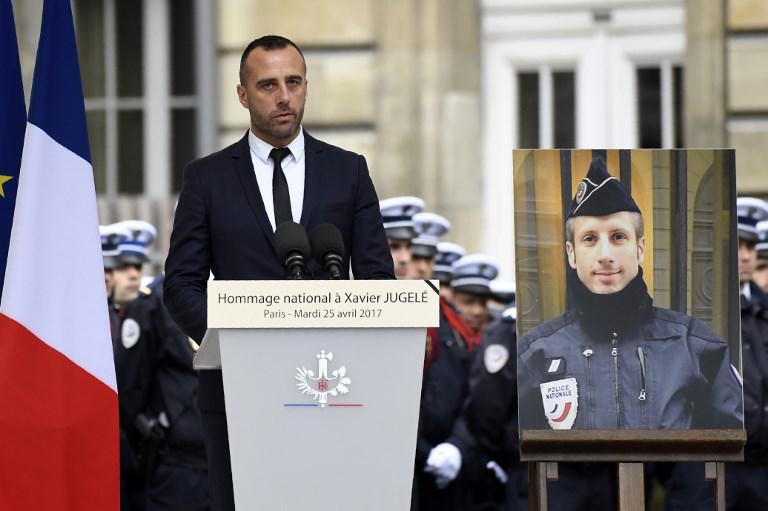 Hommage national à Xavier JUGELÉ
Paris - Mardi 25 avril 2017
POLICE
NATIONALE